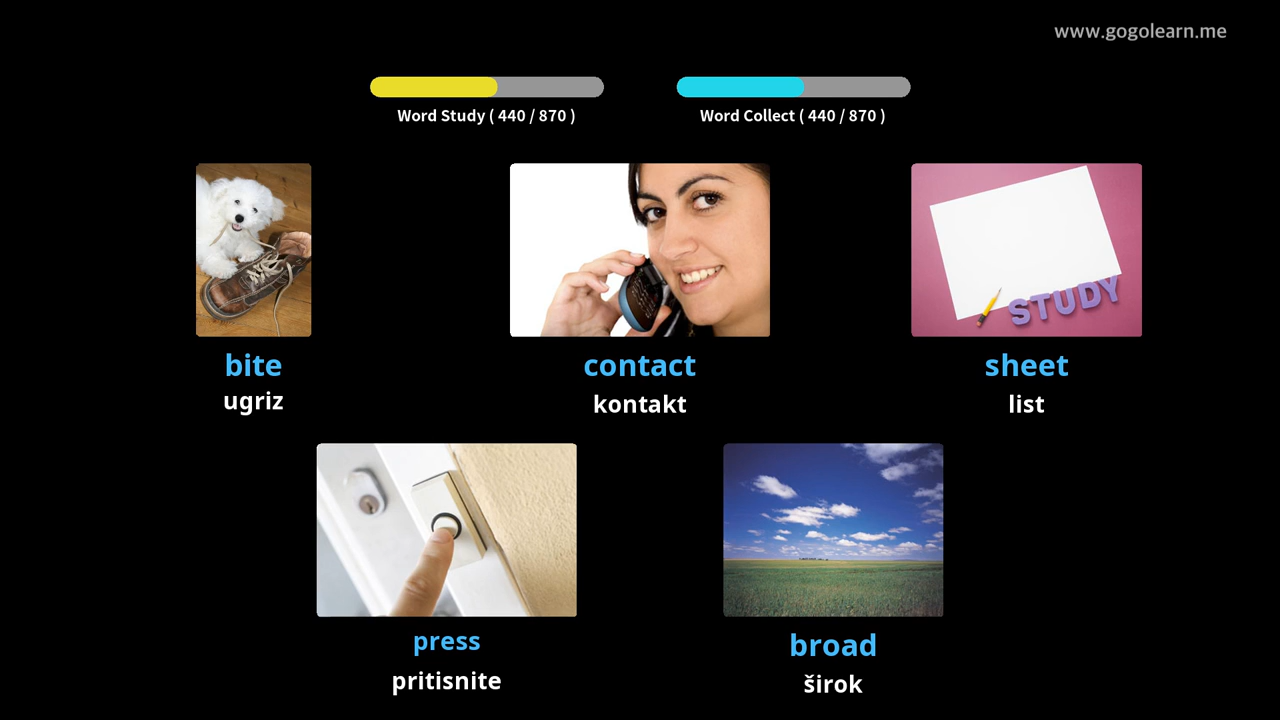 www.gogolearn.me
Word Study ( 440 / 870 )
Word Collect ( 440 / 870 )
STUDY
bite
ugriz
contact
kontakt
sheet
list
press
pritisnite
broad
širok